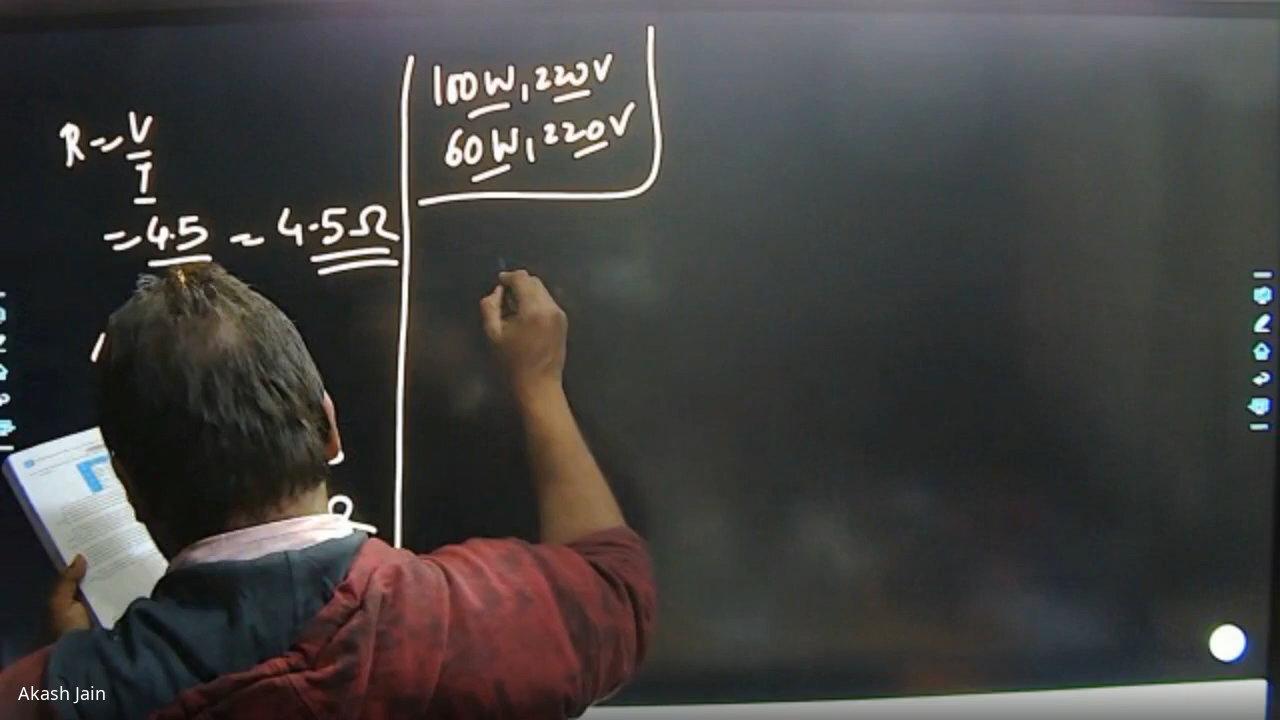 R = V
I
= 4.5 = 4.5 Ω
100W, 220V
60W, 220V
Akash Jain